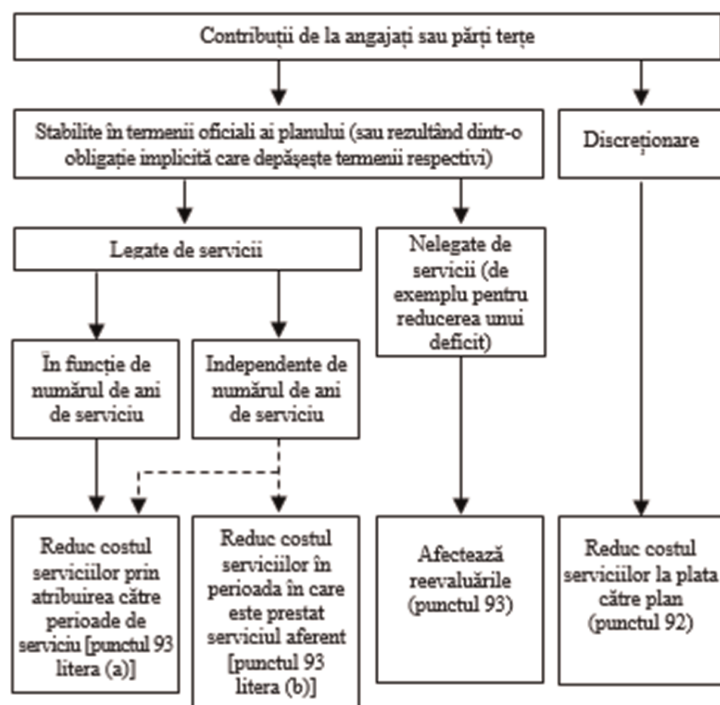 Contribuții de la angajați sau părți terțe
Stabilite în termenii oficiali ai planului (sau rezultând dintr-o
obligație implicită care depășește termenii respectivi)
Discreționare
Legate de servicii
Nelegate de
servicii (de
exemplu pentru
reducerea unui
deficit)
În funcție de
numărul de ani
de serviciu
Independente de
numărul de ani
de serviciu
Reduc costul
serviciilor prin
atribuirea către
perioade de
serviciu [punctul 93
litera (a)]
Reduc costul
serviciilor în
perioada în care
este prestat
serviciul aferent
[punctul 93
litera (b)]
Afectează
reevaluările
(punctul 93)
Reduc costul
serviciilor la plata
către plan
(punctul 92)